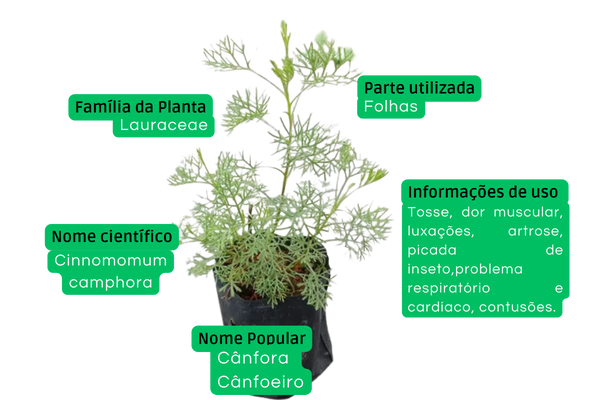 Família da Planta
Lauraceae
Parte utilizada
Folhas
Nome científico
Cinnomomum
camphora
Informações de uso
Tosse, dor muscular,
luxações, artrose,
picada de
inseto,problema
respiratório e
cardiaco, contusões.
Nome Popular
Cânfora
Cânfoeiro